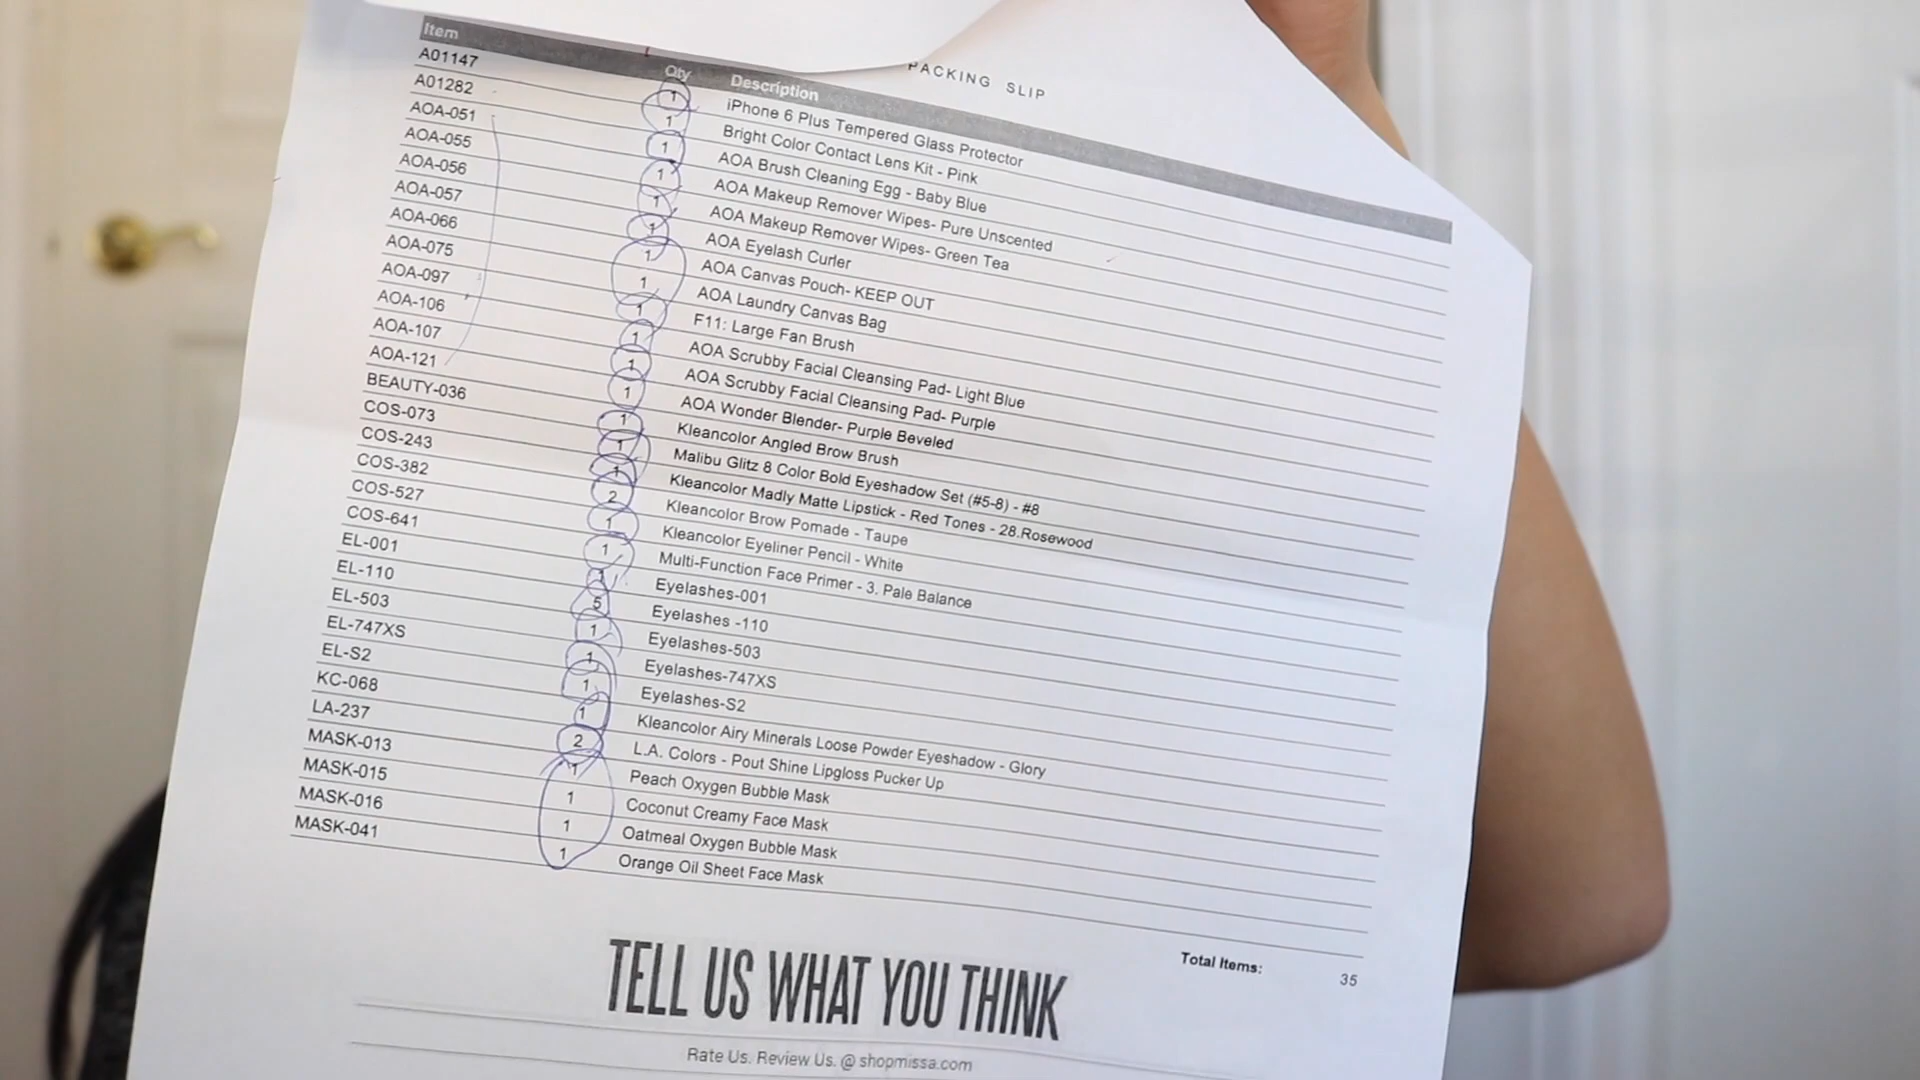 PACKING SLIP
Item Qty Description
A01147 1 iPhone 6 Plus Tempered Glass Protector
A01282 1 Bright Color Contact Lens Kit - Pink
AOA-051 1 AOA Brush Cleaning Egg - Baby Blue
AOA-055 1 AOA Makeup Remover Wipes- Pure Unscented
AOA-056 1 AOA Makeup Remover Wipes- Green Tea
AOA-057 1 AOA Eyelash Curler
AOA-066 1 AOA Canvas Pouch- KEEP OUT
AOA-075 1 AOA Laundry Canvas Bag
AOA-097 1 F11: Large Fan Brush
AOA-106 1 AOA Scrubby Facial Cleansing Pad- Light Blue
AOA-107 1 AOA Scrubby Facial Cleansing Pad- Purple
AOA-121 1 AOA Wonder Blender- Purple Beveled
BEAUTY-036 1 Kleancolor Angled Brow Brush
COS-073 1 Malibu Glitz 8 Color Bold Eyeshadow Set (#5-8) - #8
COS-243 1 Kleancolor Madly Matte Lipstick - Red Tones - 28.Rosewood
COS-382 2 Kleancolor Brow Pomade - Taupe
COS-527 1 Kleancolor Eyeliner Pencil - White
COS-641 1 Multi-Function Face Primer - 3. Pale Balance
EL-001 1 Eyelashes-001
EL-110 5 Eyelashes -110
EL-503 1 Eyelashes-503
EL-747XS 1 Eyelashes-747XS
EL-S2 1 Eyelashes-S2
KC-068 1 Kleancolor Airy Minerals Loose Powder Eyeshadow - Glory
LA-237 2 L.A. Colors - Pout Shine Lipgloss Pucker Up
MASK-013 1 Peach Oxygen Bubble Mask
MASK-015 1 Coconut Creamy Face Mask
MASK-016 1 Oatmeal Oxygen Bubble Mask
MASK-041 1 Orange Oil Sheet Face Mask
Total Items: 35
TELL US WHAT YOU THINK
Rate Us. Review Us. @ shopmissa.com